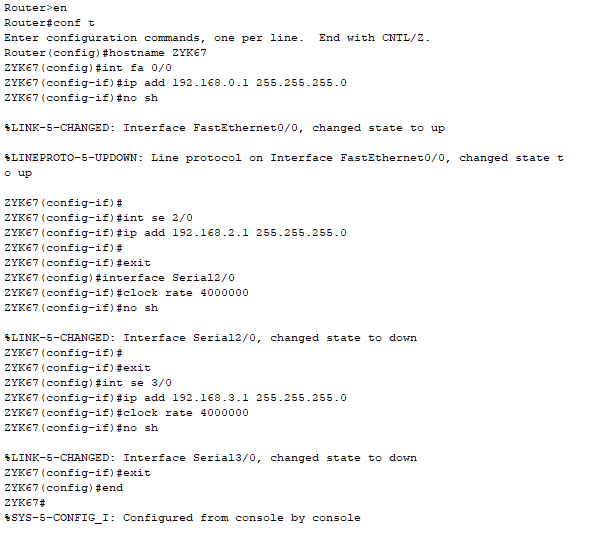 Router>en
Router#conf t
Enter configuration commands, one per line.  End with CNTL/Z.
Router(config)#hostname ZYK67
ZYK67(config)#int fa 0/0
ZYK67(config-if)#ip add 192.168.0.1 255.255.255.0
ZYK67(config-if)#no sh
%LINK-5-CHANGED: Interface FastEthernet0/0, changed state to up
%LINEPROTO-5-UPDOWN: Line protocol on Interface FastEthernet0/0, changed state t
o up
ZYK67(config-if)#
ZYK67(config-if)#int se 2/0
ZYK67(config-if)#ip add 192.168.2.1 255.255.255.0
ZYK67(config-if)#
ZYK67(config-if)#exit
ZYK67(config)#interface Serial2/0
ZYK67(config-if)#clock rate 4000000
ZYK67(config-if)#no sh
%LINK-5-CHANGED: Interface Serial2/0, changed state to down
ZYK67(config-if)#
ZYK67(config-if)#exit
ZYK67(config)#int se 3/0
ZYK67(config-if)#ip add 192.168.3.1 255.255.255.0
ZYK67(config-if)#clock rate 4000000
ZYK67(config-if)#no sh
%LINK-5-CHANGED: Interface Serial3/0, changed state to down
ZYK67(config-if)#exit
ZYK67(config)#end
ZYK67#
%SYS-5-CONFIG_I: Configured from console by console